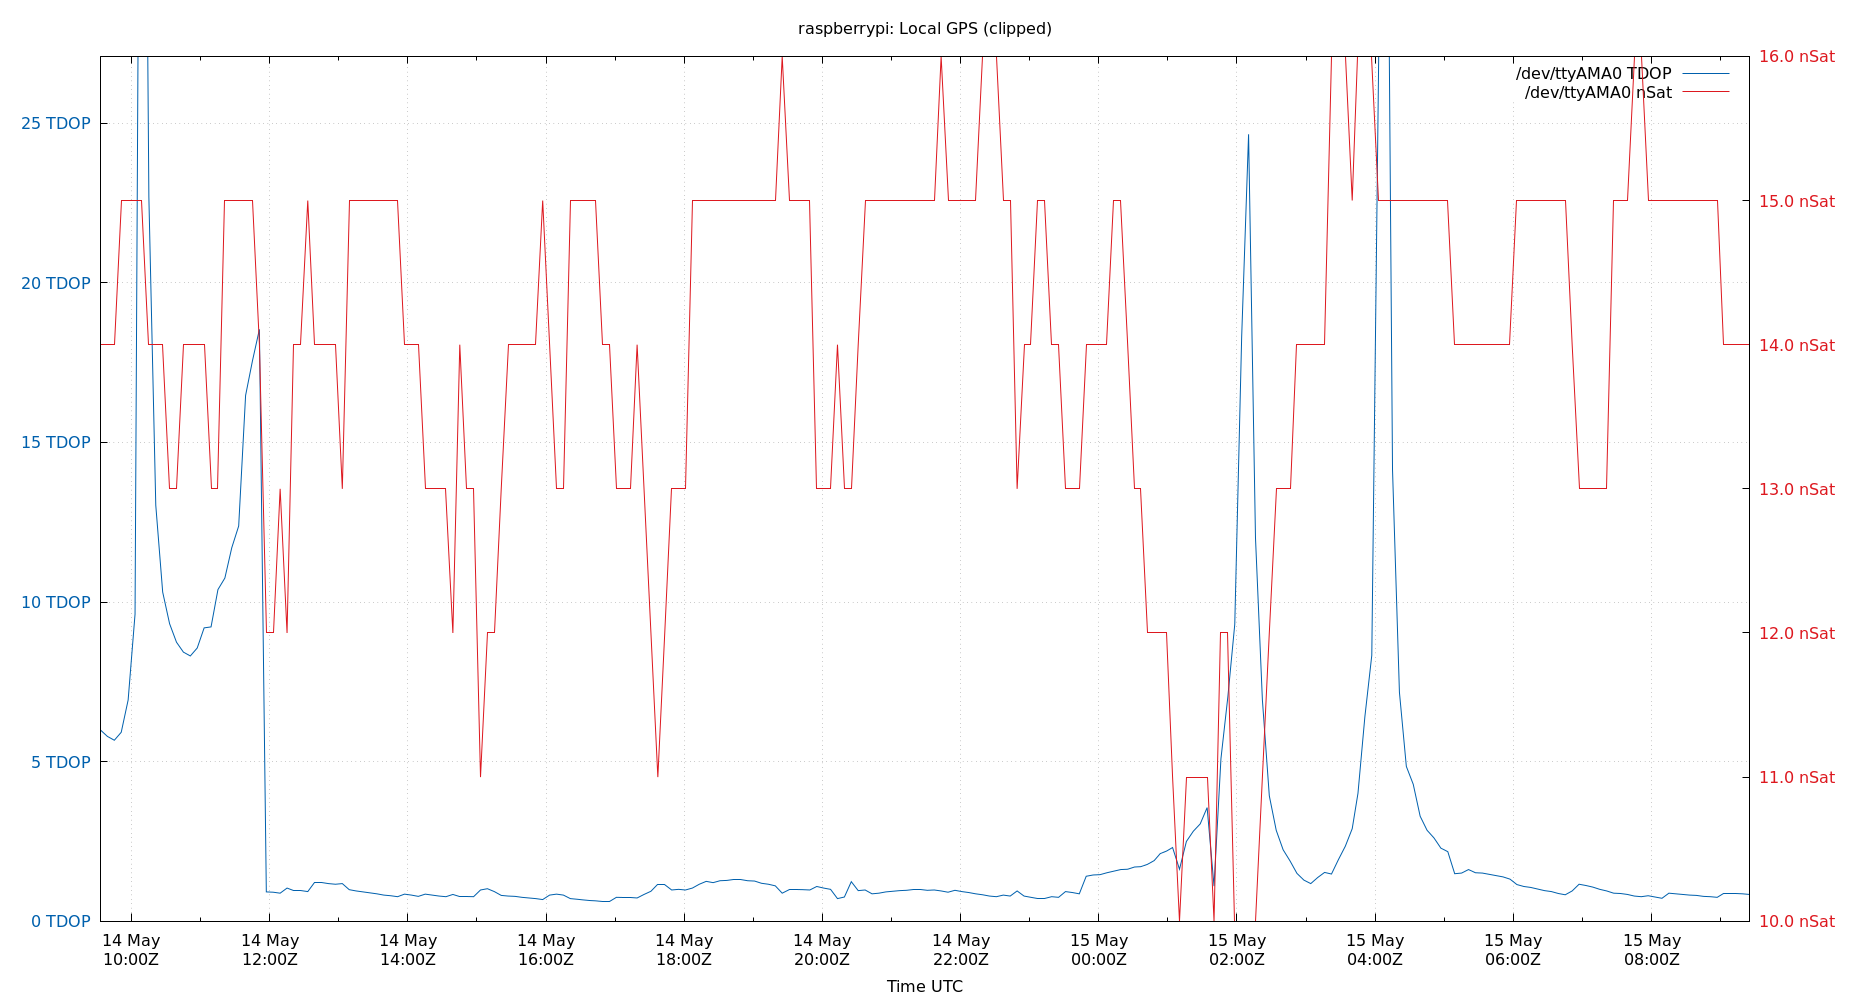 raspberrypi: Local GPS (clipped)
16.0 nSat
/dev/ttyAMA0 TDOP
/dev/ttyAMA0 nSat
25 TDOP
15.0 nSat
20 TDOP
14.0 nSat
15 TDOP
13.0 nSat
10 TDOP
12.0 nSat
5 TDOP
11.0 nSat
0 TDOP
10.0 nSat
14 May 14 May 14 May 14 May 14 May 14 May 14 May 15 May 15 May 15 May 15 May 15 May
10:00Z 12:00Z 14:00Z 16:00Z 18:00Z 20:00Z 22:00Z 00:00Z 02:00Z 04:00Z 06:00Z 08:00Z
Time UTC